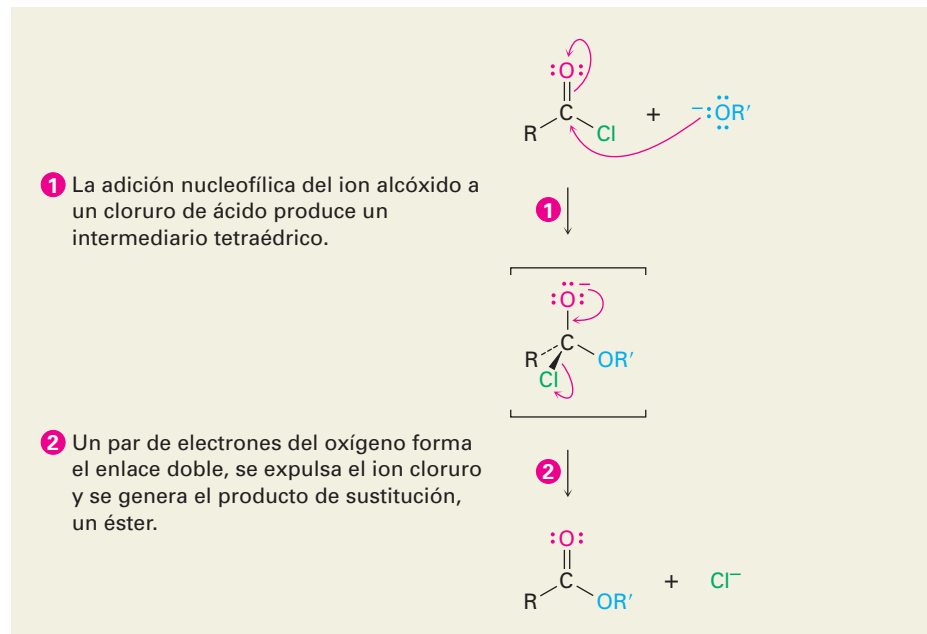 :O:
C
R
Cl
+
− :ÖR′
1 La adición nucleofílica del ion alcóxido a
un cloruro de ácido produce un
intermediario tetraédrico.
1
:Ö:−
R
C
OR′
Cl
2 Un par de electrones del oxígeno forma
el enlace doble, se expulsa el ion cloruro
y se genera el producto de sustitución,
un éster.
2
:O:
C
R
OR′
+ Cl−